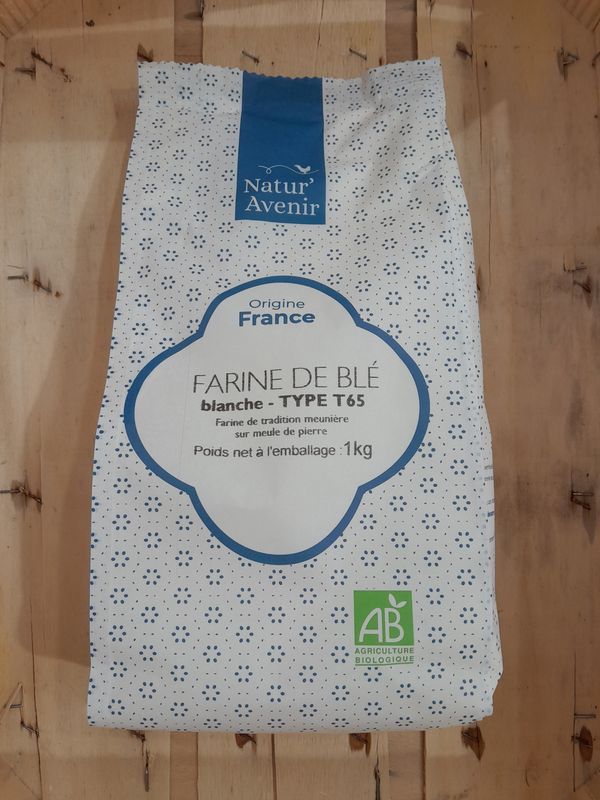 Natur'
Avenir
Origine
France
FARINE DE BLÉ
blanche - TYPE T65
Farine de tradition meunière
sur meule de pierre
Poids net à l'emballage : 1kg
AB
AGRICULTURE
BIOLOGIQUE